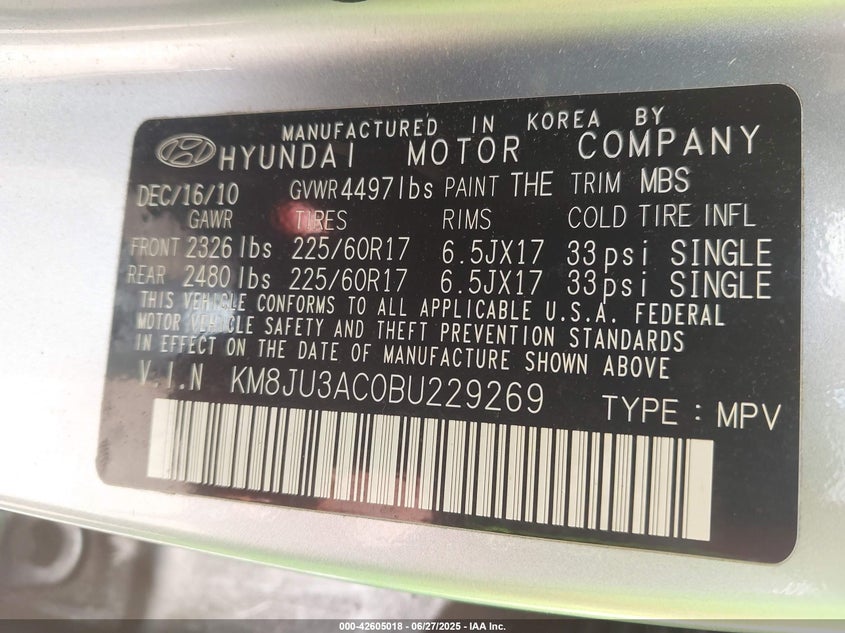 MANUFACTURED IN KOREA BY
HYUNDAI MOTOR COMPANY
DEC/16/10 GVWR 4497lbs PAINT THE TRIM MBS
GAWR TIRES RIMS COLD TIRE INFL
FRONT 2326lbs 225/60R17 6.5JX17 33psi SINGLE
REAR 2480lbs 225/60R17 6.5JX17 33psi SINGLE
THIS VEHICLE CONFORMS TO ALL APPLICABLE U.S.A. FEDERAL
MOTOR VEHICLE SAFETY AND THEFT PREVENTION STANDARDS
IN EFFECT ON THE DATE OF MANUFACTURE SHOWN ABOVE
V.I.N KM8JU3AC0BU229269 TYPE : MPV
000-42605018 - 06/27/2025 - IAA Inc.